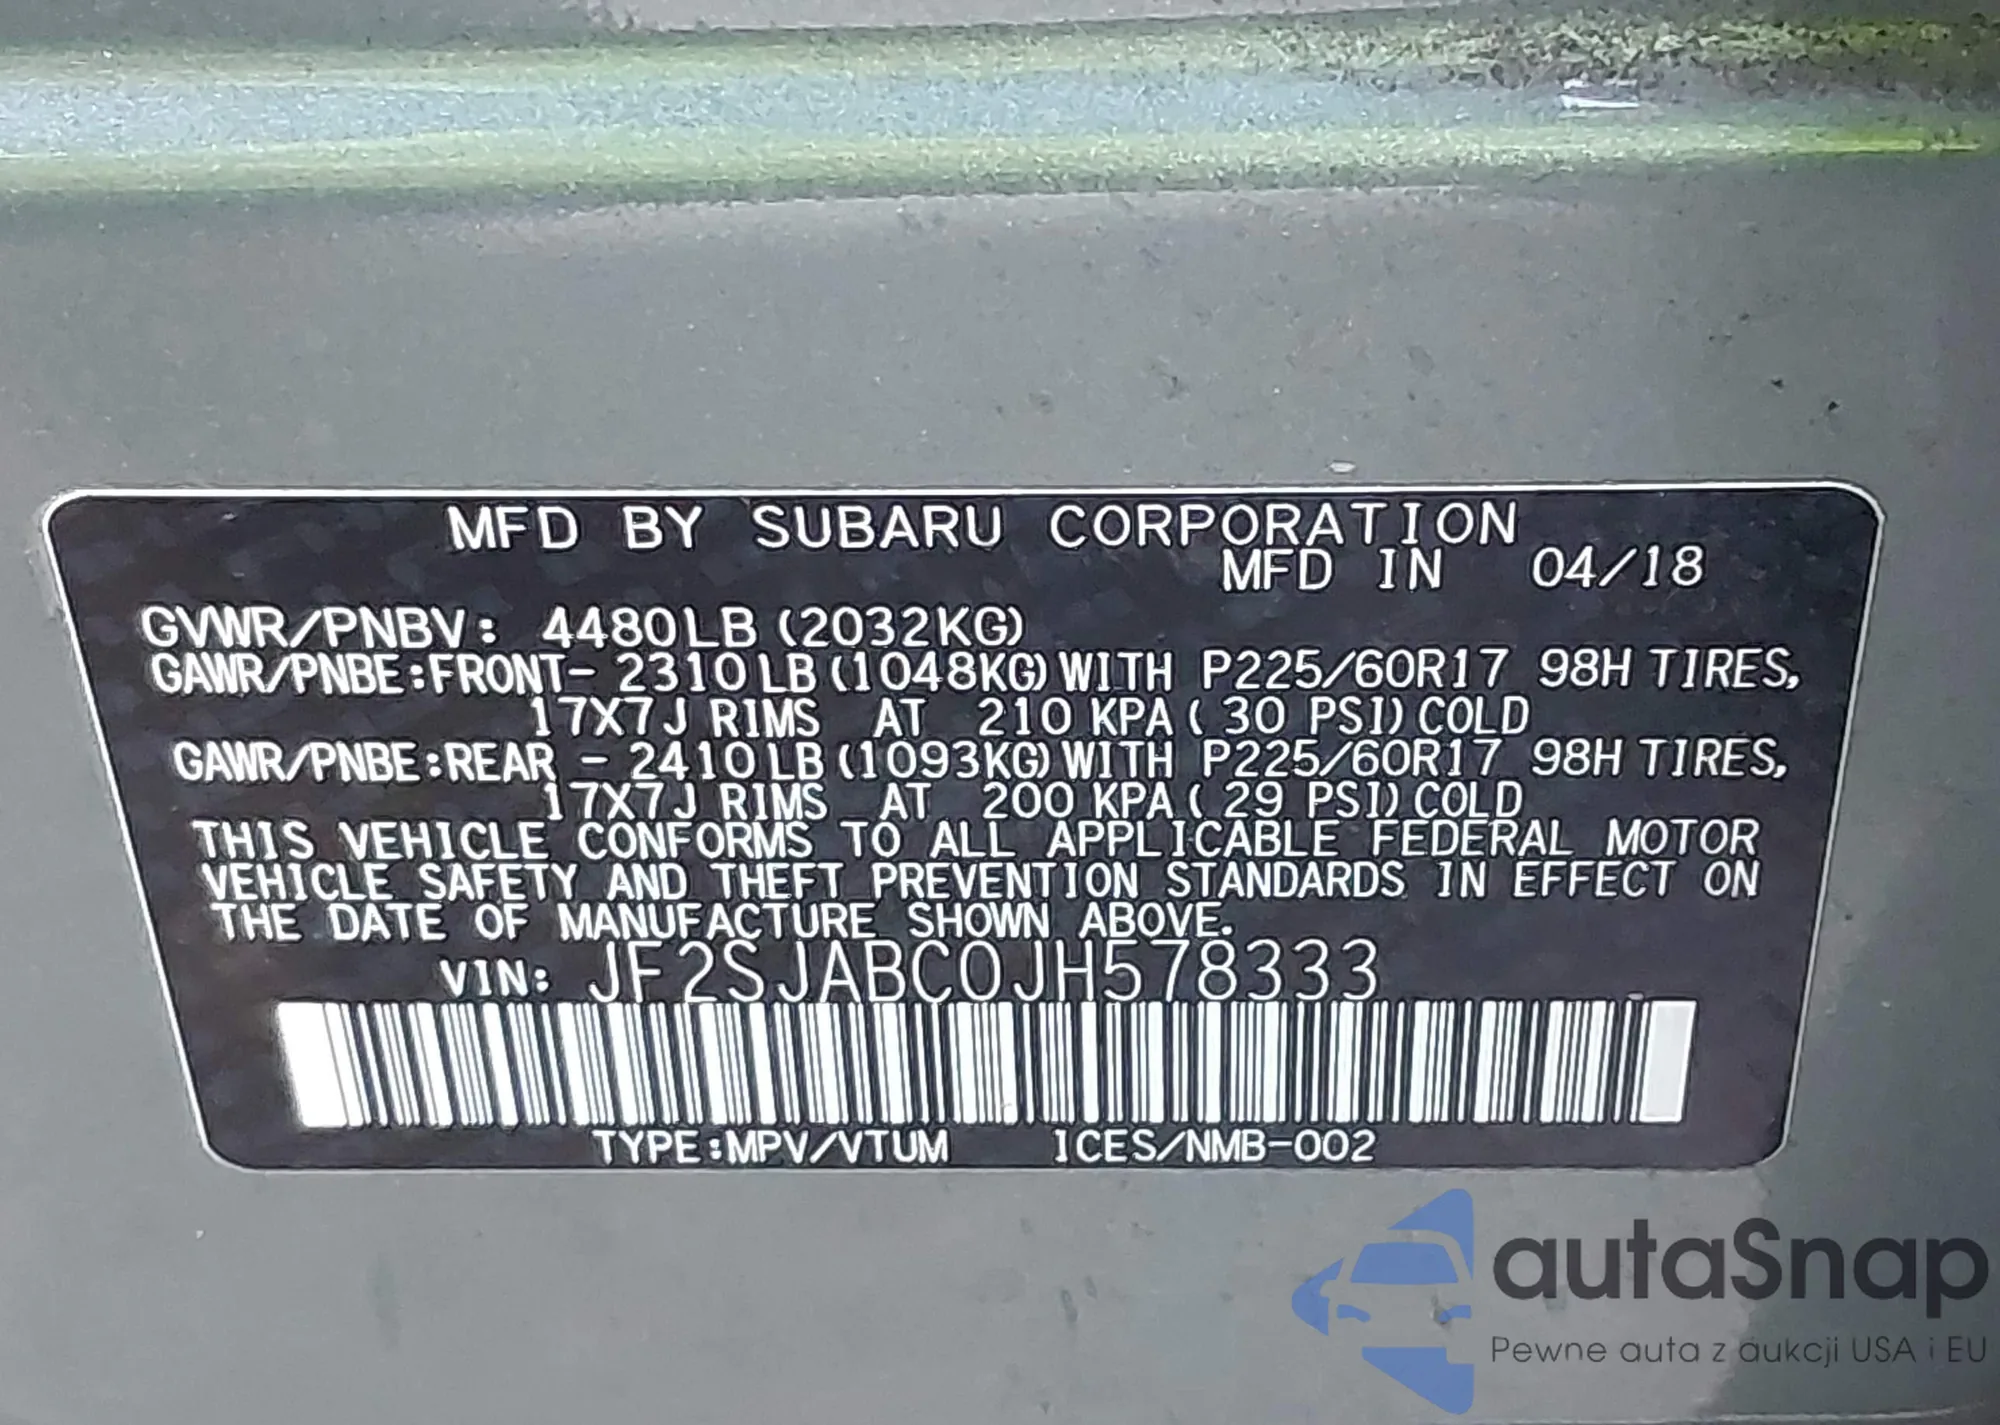 MFD BY SUBARU CORPORATION
MFD IN 04/18
GVWR/PNBV: 4480LB (2032KG)
GAWR/PNBE:FRONT- 2310LB (1048KG) WITH P225/60R17 98H TIRES,
17X7J RIMS AT 210 KPA ( 30 PSI) COLD
GAWR/PNBE:REAR - 2410LB (1093KG) WITH P225/60R17 98H TIRES,
17X7J RIMS AT 200 KPA ( 29 PSI) COLD
THIS VEHICLE CONFORMS TO ALL APPLICABLE FEDERAL MOTOR
VEHICLE SAFETY AND THEFT PREVENTION STANDARDS IN EFFECT ON
THE DATE OF MANUFACTURE SHOWN ABOVE.
VIN: JF2SJABC0JH578333
TYPE:MPV/VTUM ICES/NMB-002
autaSnap
Pewne auta z aukcji USA i EU